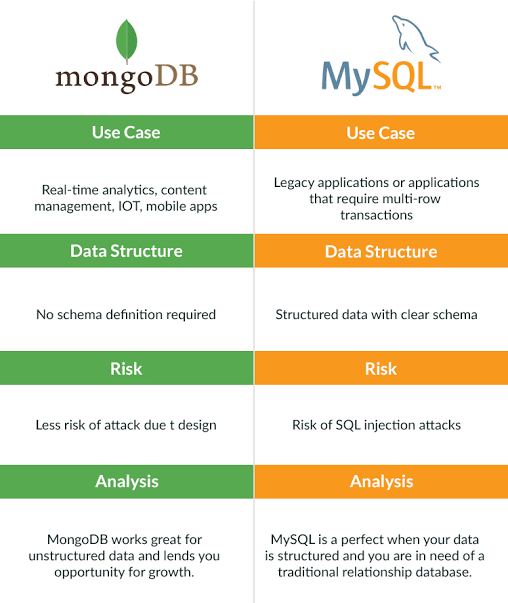 mongoDB
MySQL™
Use Case
Use Case
Real-time analytics, content
management, IOT, mobile apps
Legacy applications or applications
that require multi-row
transactions
Data Structure
Data Structure
No schema definition required
Structured data with clear schema
Risk
Risk
Less risk of attack due t design
Risk of SQL injection attacks
Analysis
Analysis
MongoDB works great for
unstructured data and lends you
opportunity for growth.
MySQL is a perfect when your data
is structured and you are in need of a
traditional relationship database.